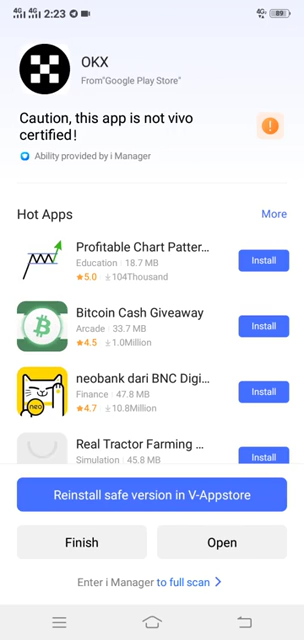 4G 4G 2:23 4G 89
OKX
From"Google Play Store"
Caution, this app is not vivo
certified!
Ability provided by i Manager
Hot Apps More
Profitable Chart Patter...
Education | 18.7 MB
5.0 | 104Thousand
Install
Bitcoin Cash Giveaway
Arcade | 33.7 MB
4.5 | 1.0Million
Install
neobank dari BNC Digi...
Finance | 47.8 MB
4.7 | 10.8Million
Install
neo
Real Tractor Farming ...
Simulation | 45.8 MB
Install
Reinstall safe version in V-Appstore
Finish Open
Enter i Manager to full scan >